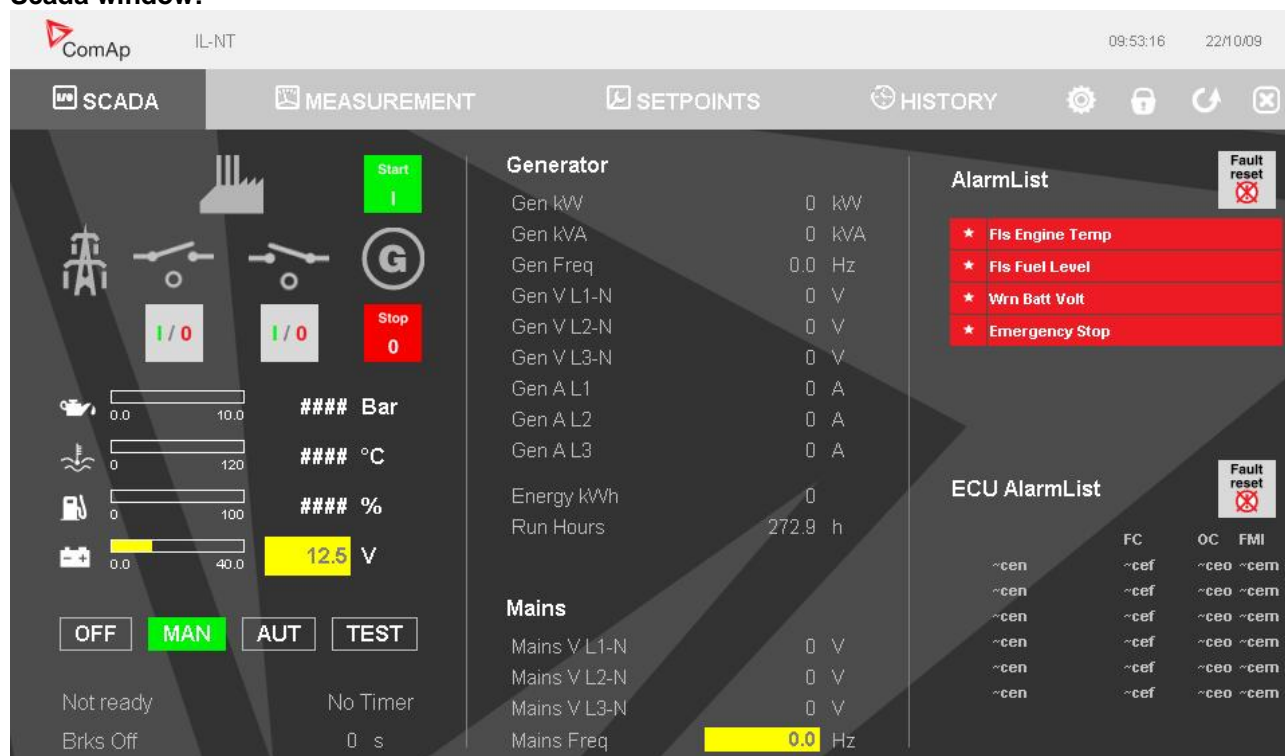 Scada window:
ComAp IL-NT 09:53:16 22/10/09
SCADA MEASUREMENT SETPOINTS HISTORY
Start
I
G
I / 0 I / 0
Stop
0
0.0 10.0 #### Bar
0 120 #### °C
0 100 #### %
0.0 40.0 12.5 V
OFF MAN AUT TEST
Not ready No Timer
Brks Off 0 s
Generator
Gen kW 0 kW
Gen kVA 0 kVA
Gen Freq 0.0 Hz
Gen V L1-N 0 V
Gen V L2-N 0 V
Gen V L3-N 0 V
Gen A L1 0 A
Gen A L2 0 A
Gen A L3 0 A
Energy kWh 0
Run Hours 272.9 h
Mains
Mains V L1-N 0 V
Mains V L2-N 0 V
Mains V L3-N 0 V
Mains Freq 0.0 Hz
AlarmList
Fault
reset
* Fls Engine Temp
* Fls Fuel Level
* Wrn Batt Volt
* Emergency Stop
ECU AlarmList
Fault
reset
FC OC FMI
~cen ~cef ~ceo ~cem
~cen ~cef ~ceo ~cem
~cen ~cef ~ceo ~cem
~cen ~cef ~ceo ~cem
~cen ~cef ~ceo ~cem
~cen ~cef ~ceo ~cem